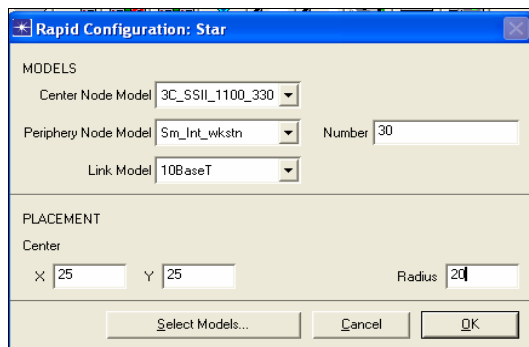 Rapid Configuration: Star
MODELS
Center Node Model 3C_SSII_1100_330
Periphery Node Model Sm_Int_wkstn Number 30
Link Model 10BaseT
PLACEMENT
Center
X 25 Y 25 Radius 20
Select Models... Cancel OK